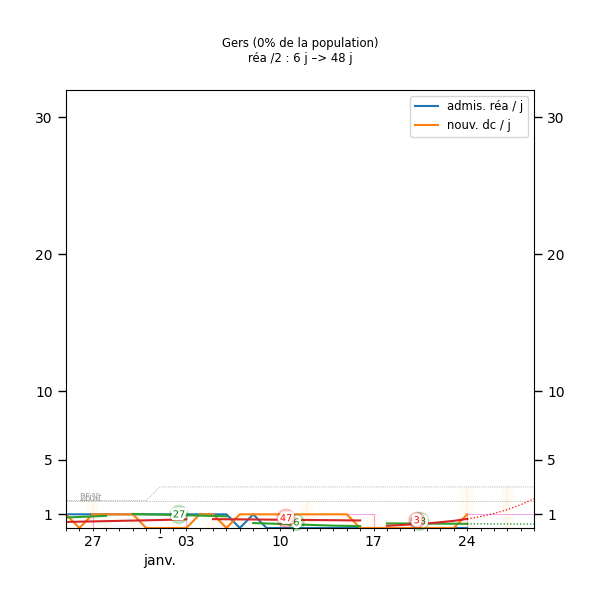 Gers (0% de la population)
réa /2 : 6 j –> 48 j
admis. réa / j
nouv. dc / j
30 30
20 20
10 10
5 5
1 1
27 47 6 3
27 - 03 10 17 24
janv.